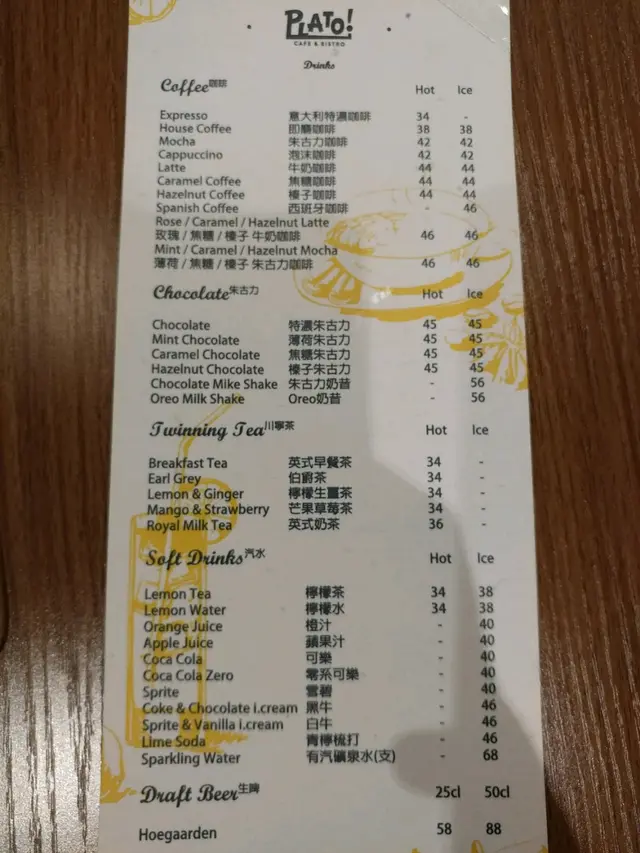 PLATO!
CAFE & BISTRO
Drinks
Coffee咖啡 Hot Ice
Expresso 意大利特濃咖啡 34 -
House Coffee 即磨咖啡 38 38
Mocha 朱古力咖啡 42 42
Cappuccino 泡沫咖啡 42 42
Latte 牛奶咖啡 44 44
Caramel Coffee 焦糖咖啡 44 44
Hazelnut Coffee 榛子咖啡 44 44
Spanish Coffee 西班牙咖啡 - 46
Rose / Caramel / Hazelnut Latte
玫瑰 / 焦糖 / 榛子 牛奶咖啡 46 46
Mint / Caramel / Hazelnut Mocha
薄荷 / 焦糖 / 榛子 朱古力咖啡 46 46
Chocolate朱古力 Hot Ice
Chocolate 特濃朱古力 45 45
Mint Chocolate 薄荷朱古力 45 45
Caramel Chocolate 焦糖朱古力 45 45
Hazelnut Chocolate 榛子朱古力 45 45
Chocolate Mike Shake 朱古力奶昔 - 56
Oreo Milk Shake Oreo奶昔 - 56
Twinning Tea川寧茶 Hot Ice
Breakfast Tea 英式早餐茶 34 -
Earl Grey 伯爵茶 34 -
Lemon & Ginger 檸檬生薑茶 34 -
Mango & Strawberry 芒果草莓茶 34 -
Royal Milk Tea 英式奶茶 36 -
Soft Drinks汽水 Hot Ice
Lemon Tea 檸檬茶 34 38
Lemon Water 檸檬水 34 38
Orange Juice 橙汁 - 40
Apple Juice 蘋果汁 - 40
Coca Cola 可樂 - 40
Coca Cola Zero 零系可樂 - 40
Sprite 雪碧 - 40
Coke & Chocolate i.cream 黑牛 - 46
Sprite & Vanilla i.cream 白牛 - 46
Lime Soda 青檸梳打 - 46
Sparkling Water 有汽礦泉水(支) - 68
Draft Beer生啤 25cl 50cl
Hoegaarden 58 88